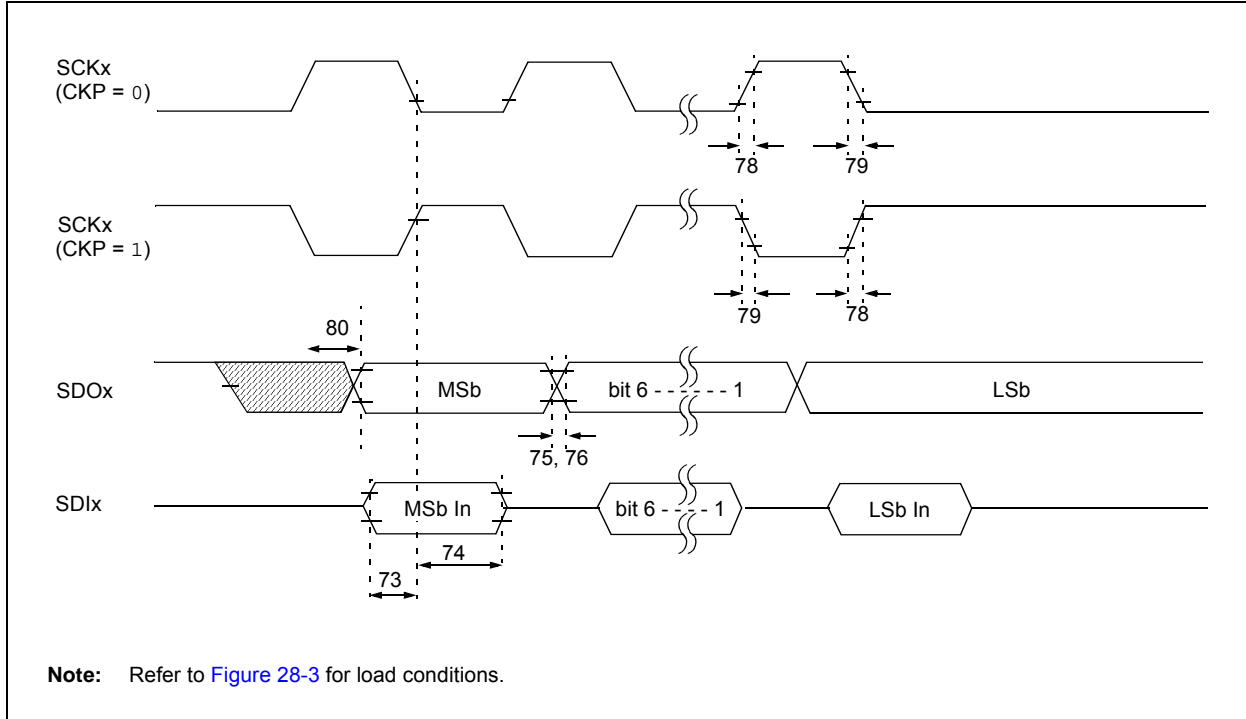 SCKx
(CKP = 0)
78
79
SCKx
(CKP = 1)
79
78
80
SDOx
MSb
bit 6 - - - - - - 1
LSb
75, 76
SDIx
MSb In
bit 6 - - - - - - 1
LSb In
74
73
Note: Refer to Figure 28-3 for load conditions.